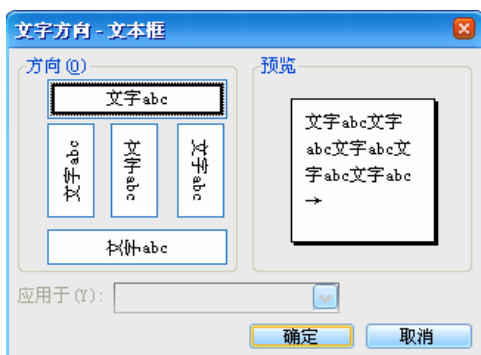 文字方向 - 文本框
方向(O)
预览
文字abc
文字abc
文字abc
文字abc
文字abc
文字abc文字
abc文字abc文
字abc文字abc
→
应用于(Y):
确定
取消